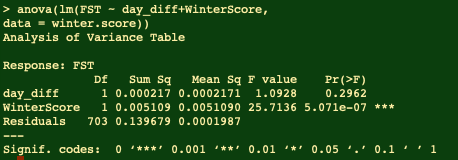 > anova(lm(FST ~ day_diff+WinterScore,
data = winter.score))
Analysis of Variance Table

Response: FST
             Df   Sum Sq   Mean Sq F value    Pr(>F)
day_diff      1 0.000217 0.0002171  1.0928    0.2962
WinterScore   1 0.005109 0.0051090 25.7136 5.071e-07 ***
Residuals   703 0.139679 0.0001987
---
Signif. codes:  0 ‘***’ 0.001 ‘**’ 0.01 ‘*’ 0.05 ‘.’ 0.1 ‘ ’ 1